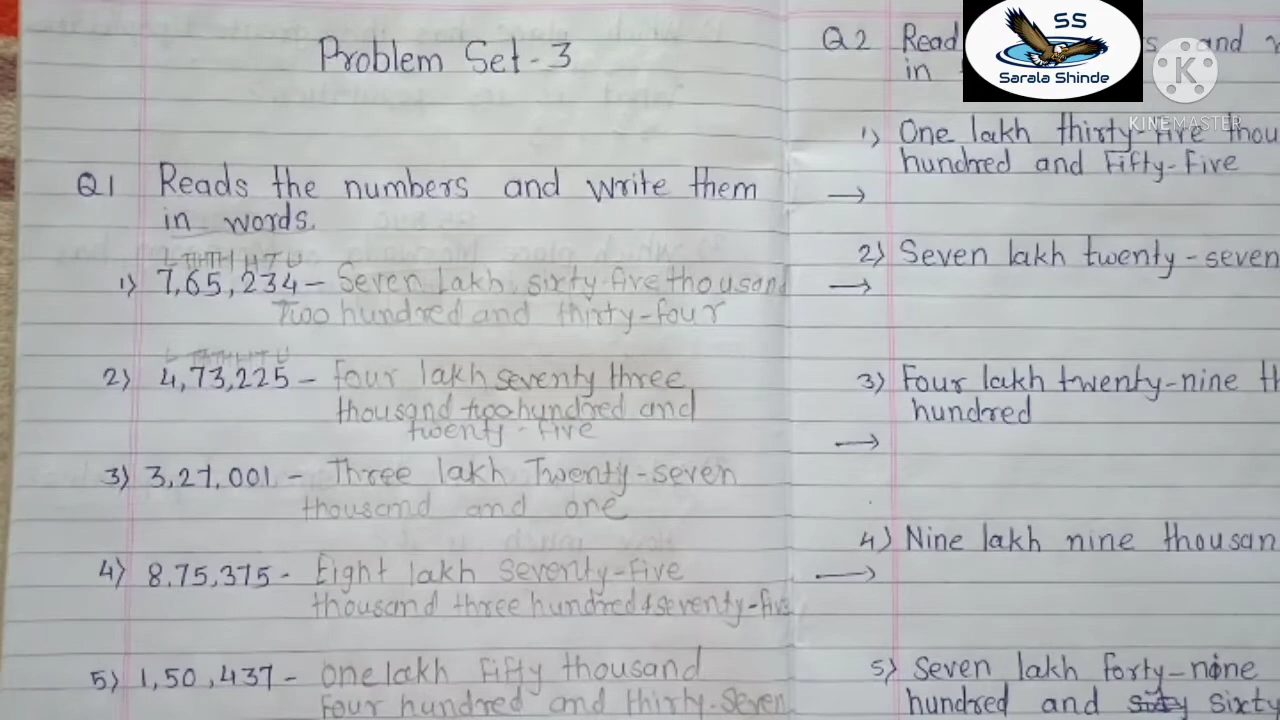 Problem Set - 3
Q1 Reads the numbers and write them
in words.
L TTH TH H T U
1) 7,65,234 - Seven lakh sixty-five thousand
Two hundred and thirty-four
L TTH TH H T U
2) 4,73,225 - Four lakh seventy three
thousand two hundred and
twenty-five
3) 3,27,001 - Three lakh Twenty-seven
thousand and one
4) 8,75,375 - Eight lakh seventy-five
thousand three hundred & seventy-five
5) 1,50,437 - One lakh Fifty thousand
Four hundred and thirty-seven
Q2 Read and
in
1) One lakh thirty-five thou
hundred and Fifty-Five
→
2) Seven lakh twenty-seven
→
3) Four lakh twenty-nine th
hundred
→
4) Nine lakh nine thousan
→
5) Seven lakh forty-nine
hundred and sixty sixty
SS
Sarala Shinde
K
KINEMASTER